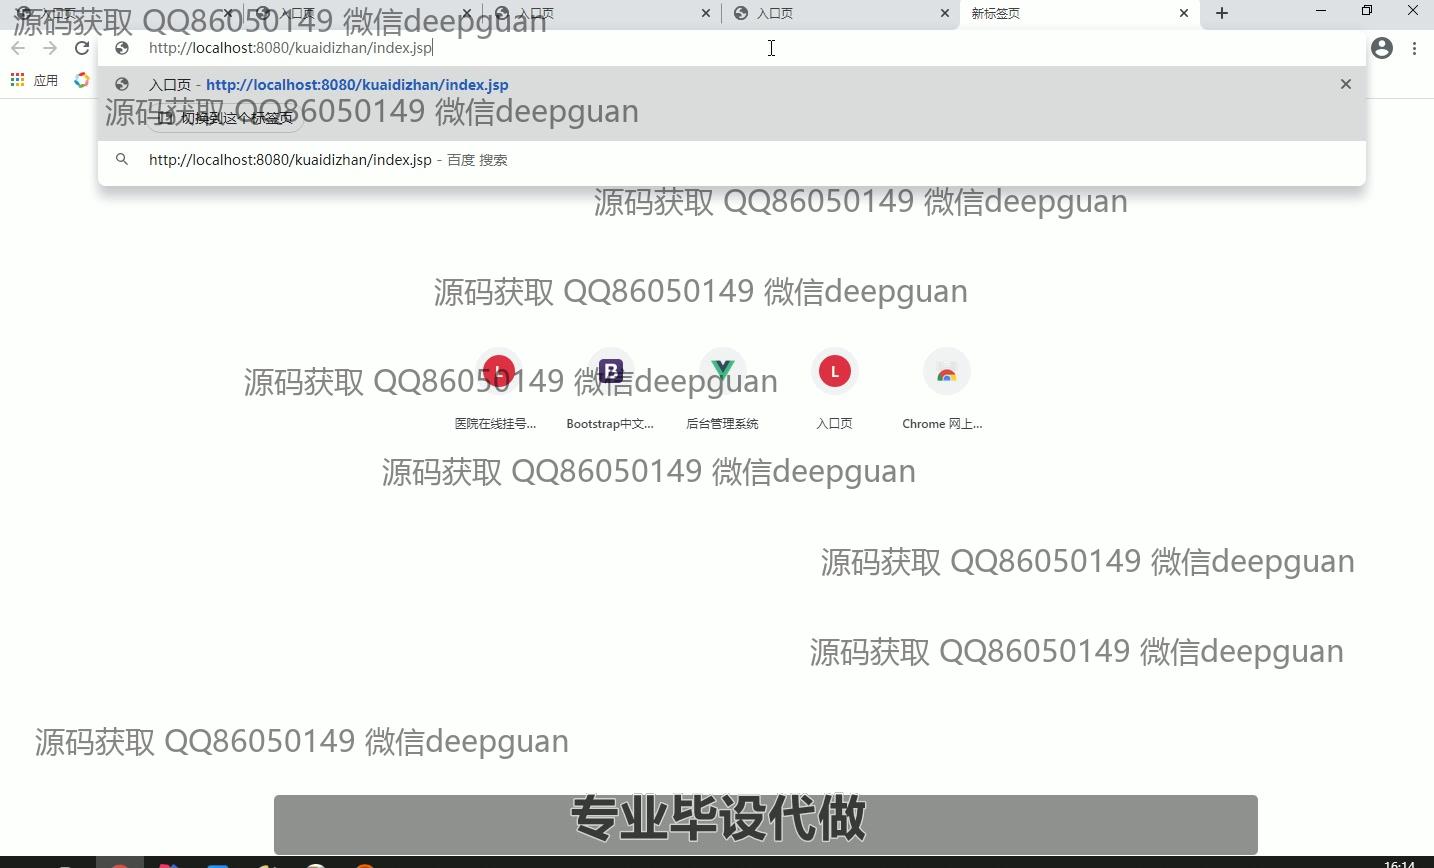 入口页 入口页 入口页 入口页 新标签页
源码获取 QQ86050149 微信deepguan
http://localhost:8080/kuaidizhan/index.jsp
应用
入口页 - http://localhost:8080/kuaidizhan/index.jsp
源码获取 QQ86050149 微信deepguan
切换到这个标签页
http://localhost:8080/kuaidizhan/index.jsp - 百度 搜索
源码获取 QQ86050149 微信deepguan
源码获取 QQ86050149 微信deepguan
源码获取 QQ86050149 微信deepguan
L B L
医院在线挂号... Bootstrap中文... 后台管理系统 入口页 Chrome 网上...
源码获取 QQ86050149 微信deepguan
源码获取 QQ86050149 微信deepguan
源码获取 QQ86050149 微信deepguan
源码获取 QQ86050149 微信deepguan
专业毕设代做
16:14